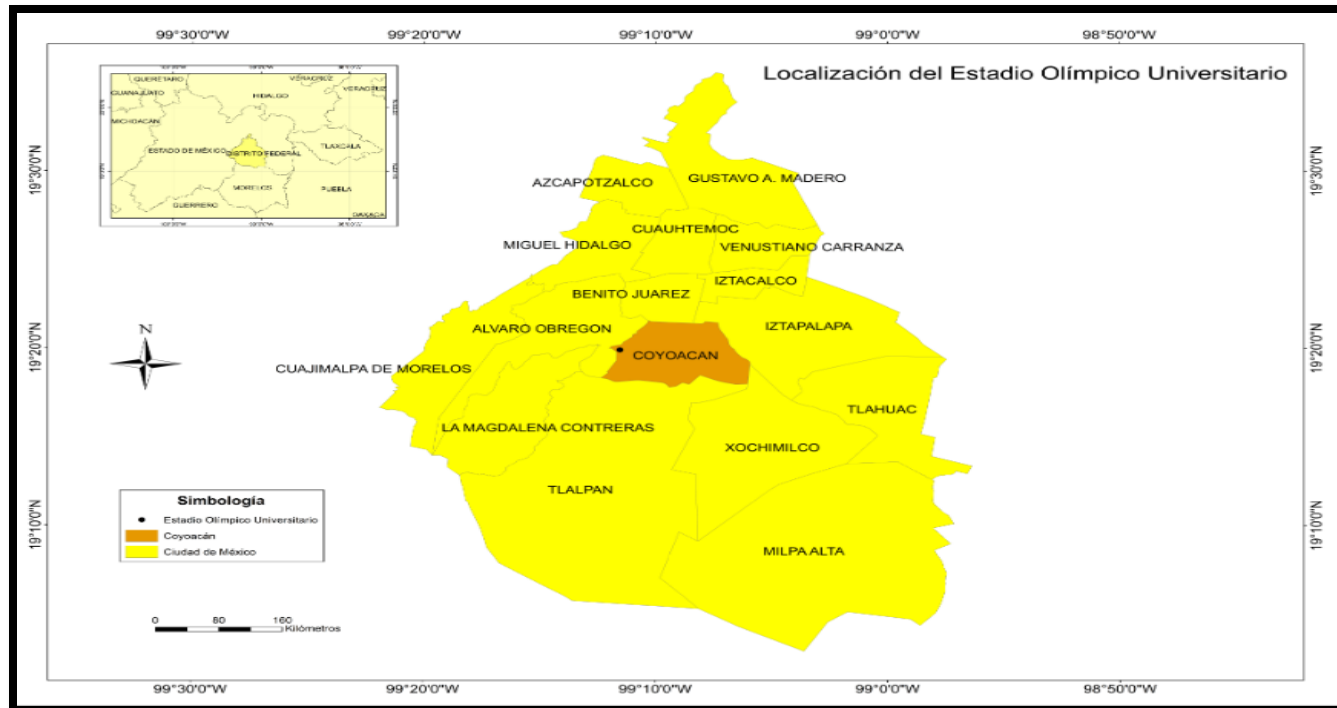 99°30'0"W 99°20'0"W 99°10'0"W 99°0'0"W 98°50'0"W
Localización del Estadio Olímpico Universitario
QUERÉTARO
VERACRUZ
GUANAJUATO
HIDALGO
VERACRUZ
MICHOACÁN
ESTADO DE MÉXICO
DISTRITO FEDERAL
TLAXCALA
MORELOS
PUEBLA
GUERRERO
OAXACA
19°30'0"N
19°30'0"N
AZCAPOTZALCO
GUSTAVO A. MADERO
CUAUHTEMOC
MIGUEL HIDALGO
VENUSTIANO CARRANZA
IZTACALCO
BENITO JUAREZ
ALVARO OBREGON
IZTAPALAPA
N
19°20'0"N
COYOACAN
19°20'0"N
CUAJIMALPA DE MORELOS
TLAHUAC
LA MAGDALENA CONTRERAS
XOCHIMILCO
TLALPAN
Simbología
Estadio Olímpico Universitario
Coyoacán
Ciudad de México
19°10'0"N
19°10'0"N
MILPA ALTA
0 80 160
Kilómetros
99°30'0"W 99°20'0"W 99°10'0"W 99°0'0"W 98°50'0"W